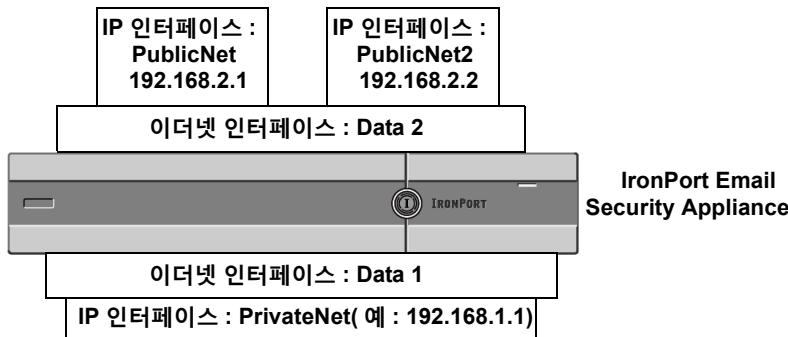 IP 인터페이스 :
PublicNet
192.168.2.1
IP 인터페이스 :
PublicNet2
192.168.2.2
이더넷 인터페이스 : Data 2
I IRONPORT
IronPort Email
Security Appliance
이더넷 인터페이스 : Data 1
IP 인터페이스 : PrivateNet( 예 : 192.168.1.1)